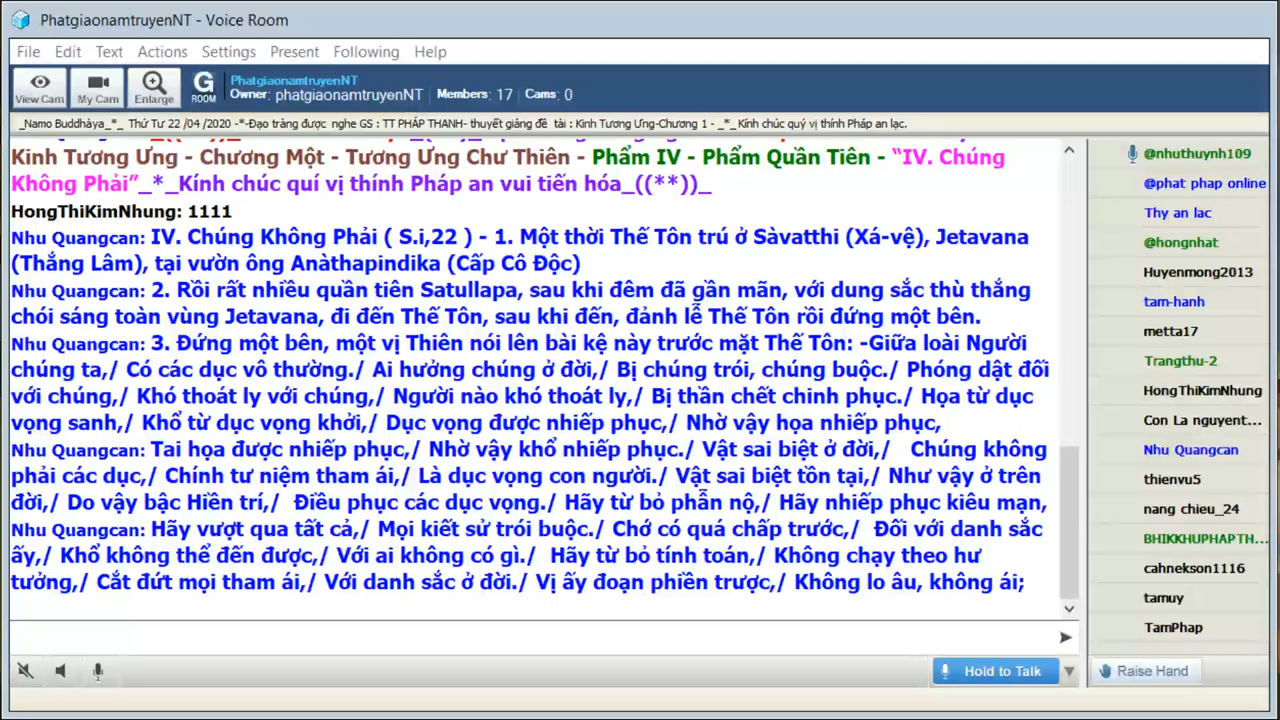 PhatgiaonamtruyenNT - Voice Room
File Edit Text Actions Settings Present Following Help
View Cam My Cam Enlarge G ROOM
PhatgiaonamtruyenNT
Owner: phatgiaonamtruyenNT Members: 17 Cams: 0
_Namo Buddhàya_*_ Thứ Tư 22 /04 /2020 -*-Đạo tràng được nghe GS : TT PHÁP THANH- thuyết giảng đề tài : Kinh Tương Ưng-Chương 1 - _*_ Kính chúc quý vị thính Pháp an lạc.
Kinh Tương Ưng - Chương Một - Tương Ưng Chư Thiên - Phẩm IV - Phẩm Quần Tiên - “IV. Chúng
Không Phải”_*_Kính chúc quí vị thính Pháp an vui tiến hóa_((**))_
HongThiKimNhung: 1111
Nhu Quangcan: IV. Chúng Không Phải ( S.i,22 ) - 1. Một thời Thế Tôn trú ở Sàvatthi (Xá-vệ), Jetavana
(Thắng Lâm), tại vườn ông Anàthapindika (Cấp Cô Độc)
Nhu Quangcan: 2. Rồi rất nhiều quần tiên Satullapa, sau khi đêm đã gần mãn, với dung sắc thù thắng
chói sáng toàn vùng Jetavana, đi đến Thế Tôn, sau khi đến, đảnh lễ Thế Tôn rồi đứng một bên.
Nhu Quangcan: 3. Đứng một bên, một vị Thiên nói lên bài kệ này trước mặt Thế Tôn: -Giữa loài Người
chúng ta,/ Có các dục vô thường./ Ai hưởng chúng ở đời,/ Bị chúng trói, chúng buộc./ Phóng dật đối
với chúng,/ Khó thoát ly với chúng,/ Người nào khó thoát ly,/ Bị thần chết chinh phục./ Họa từ dục
vọng sanh,/ Khổ từ dục vọng khởi,/ Dục vọng được nhiếp phục,/ Nhờ vậy họa nhiếp phục,
Nhu Quangcan: Tai họa được nhiếp phục,/ Nhờ vậy khổ nhiếp phục./ Vật sai biệt ở đời,/ Chúng không
phải các dục,/ Chính tư niệm tham ái,/ Là dục vọng con người./ Vật sai biệt tồn tại,/ Như vậy ở trên
đời,/ Do vậy bậc Hiền trí,/ Điều phục các dục vọng./ Hãy từ bỏ phẫn nộ,/ Hãy nhiếp phục kiêu mạn,
Nhu Quangcan: Hãy vượt qua tất cả,/ Mọi kiết sử trói buộc./ Chớ có quá chấp trước,/ Đối với danh sắc
ấy,/ Khổ không thể đến được,/ Với ai không có gì./ Hãy từ bỏ tính toán,/ Không chạy theo hư
tưởng,/ Cắt đứt mọi tham ái,/ Với danh sắc ở đời./ Vị ấy đoạn phiền trược,/ Không lo âu, không ái;
@nhuthuynh109
@phat phap online
Thy an lac
@hongnhat
Huyenmong2013
tam-hanh
metta17
Trangthu-2
HongThiKimNhung
Con La nguyent...
Nhu Quangcan
thienvu5
nang chieu_24
BHIKKHUPHAPTH...
cahnekson1116
tamuy
TamPhap
Hold to Talk
Raise Hand